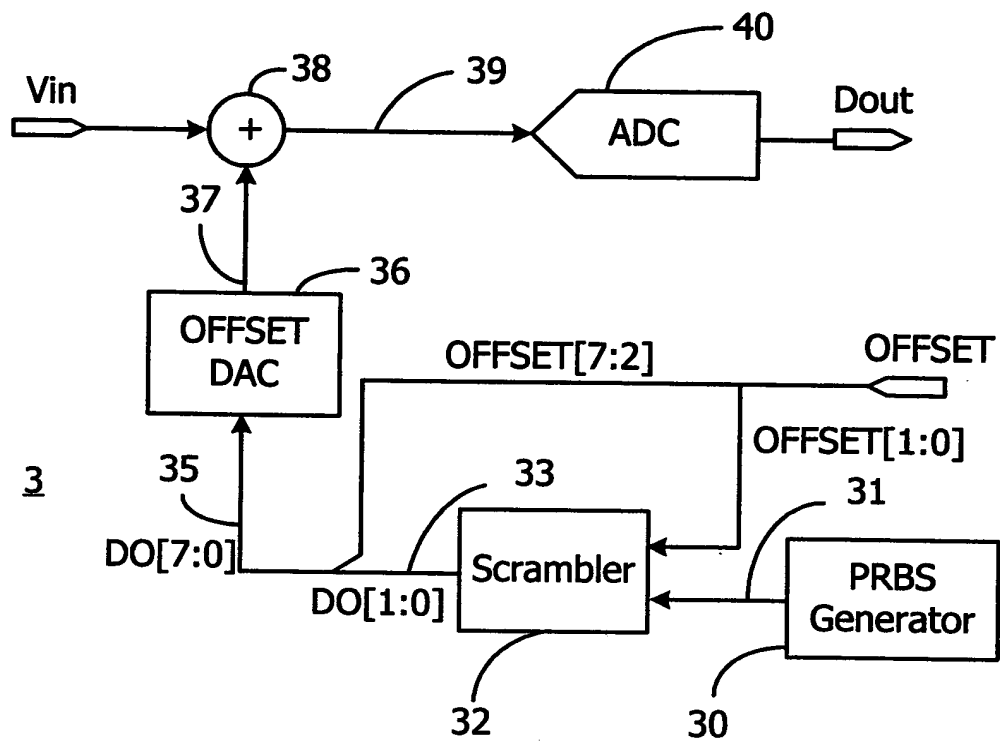 40
38
39
Vin
Dout
+
ADC
37
36
OFFSET
DAC
OFFSET[7:2]
OFFSET
OFFSET[1:0]
3
35
33
31
DO[7:0]
Scrambler
PRBS
Generator
DO[1:0]
32
30